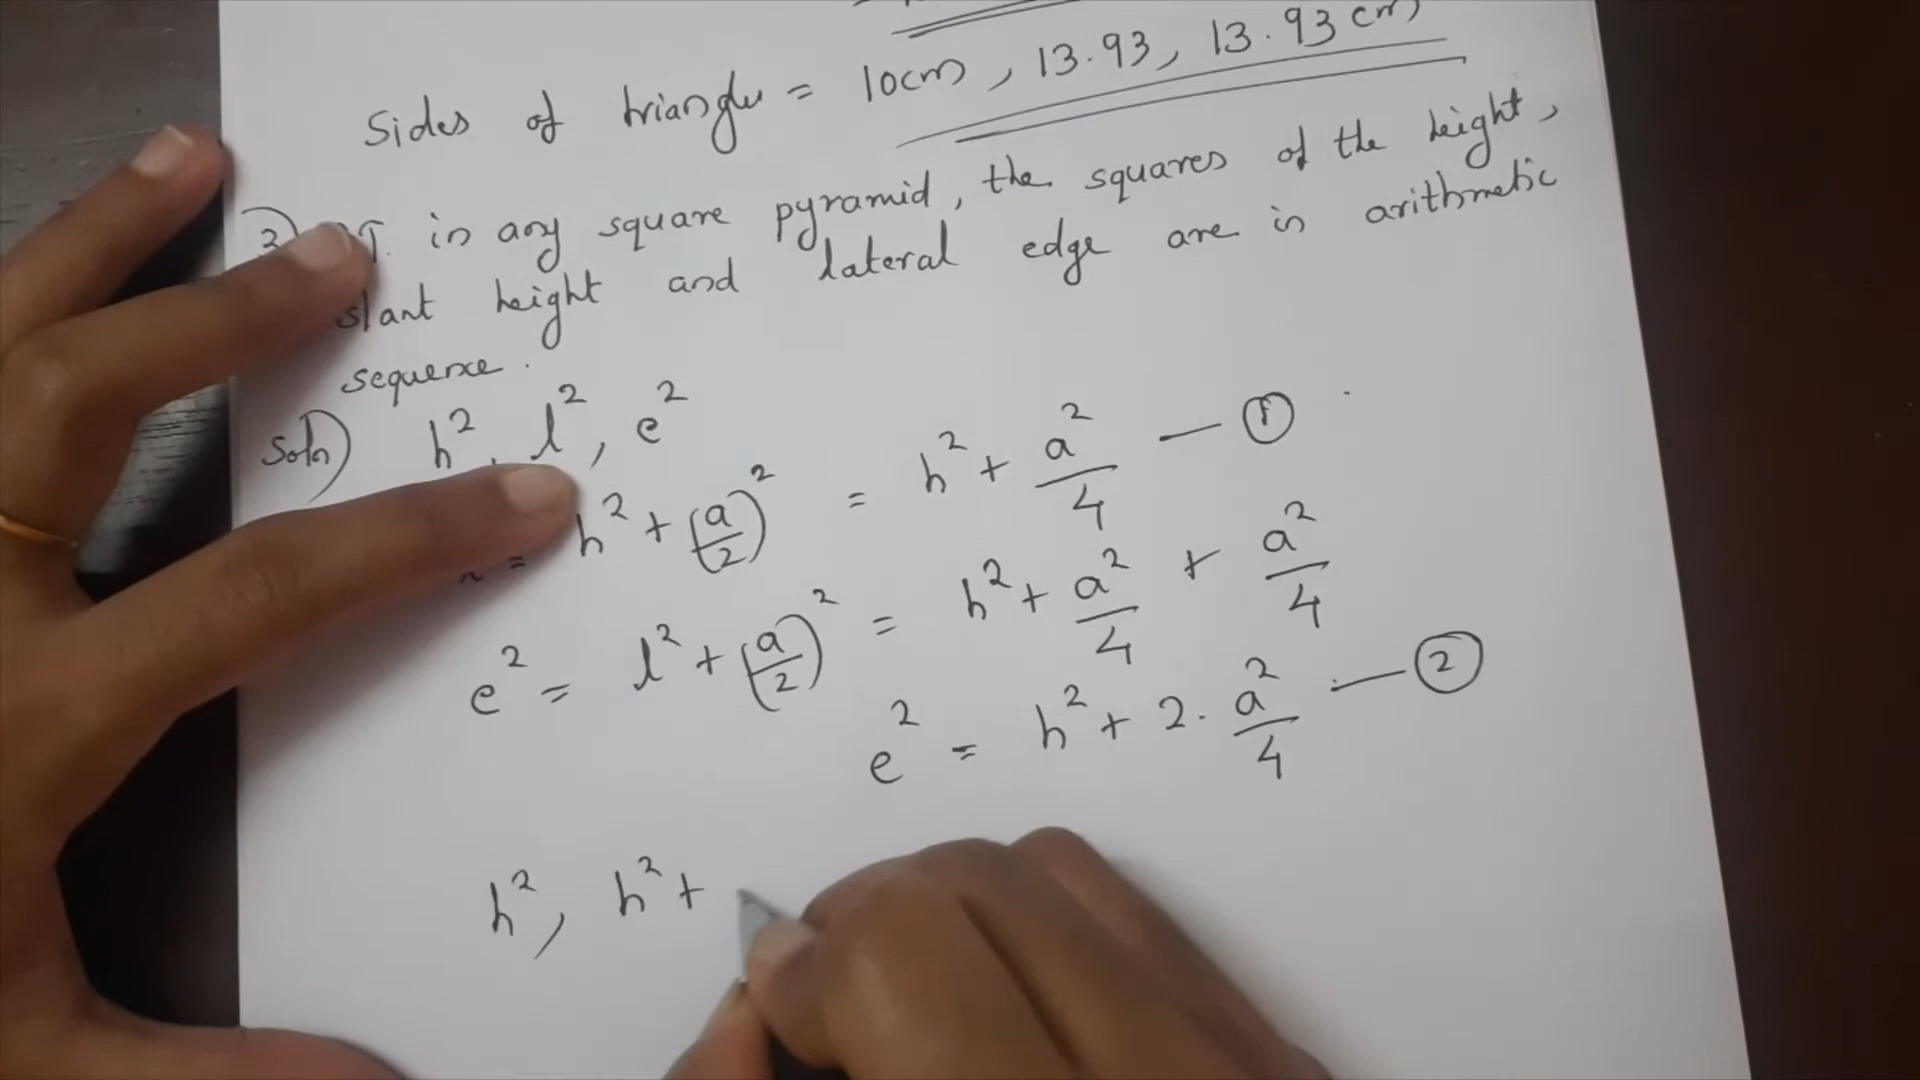 Sides of triangle = 10cm, 13.93, 13.93 cm
3) P.T. in any square pyramid, the squares of the height,
slant height and lateral edge are in arithmetic
sequence.
Soln) h², l², e²
= h² + (a/2)² = h² + a²/4 — ①
e² = l² + (a/2)² = h² + a²/4 + a²/4
e² = h² + 2. a²/4 — ②
h², h² +